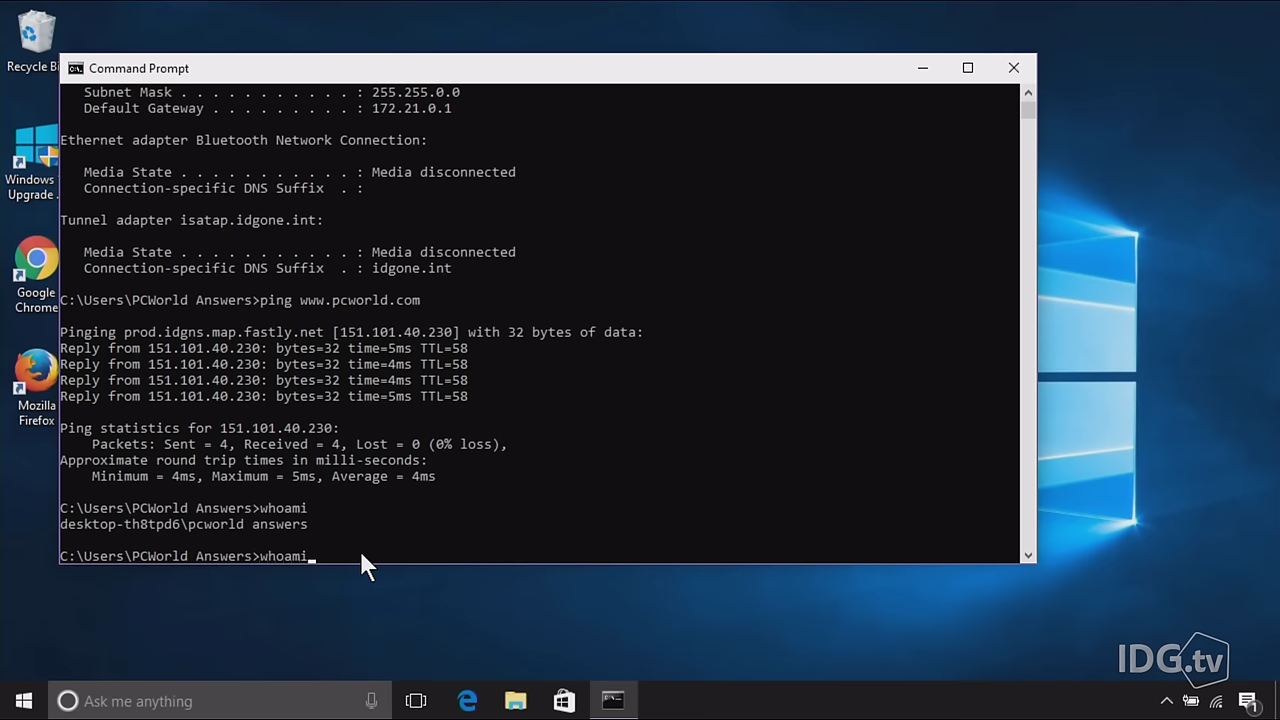 Recycle Bi
Windows
Upgrade .
Google
Chrome
Mozilla
Firefox
Command Prompt
Subnet Mask . . . . . . . . . . . : 255.255.0.0
Default Gateway . . . . . . . . . : 172.21.0.1
Ethernet adapter Bluetooth Network Connection:
Media State . . . . . . . . . . . : Media disconnected
Connection-specific DNS Suffix  . :
Tunnel adapter isatap.idgone.int:
Media State . . . . . . . . . . . : Media disconnected
Connection-specific DNS Suffix  . : idgone.int
C:\Users\PCWorld Answers>ping www.pcworld.com
Pinging prod.idgns.map.fastly.net [151.101.40.230] with 32 bytes of data:
Reply from 151.101.40.230: bytes=32 time=5ms TTL=58
Reply from 151.101.40.230: bytes=32 time=4ms TTL=58
Reply from 151.101.40.230: bytes=32 time=4ms TTL=58
Reply from 151.101.40.230: bytes=32 time=5ms TTL=58
Ping statistics for 151.101.40.230:
Packets: Sent = 4, Received = 4, Lost = 0 (0% loss),
Approximate round trip times in milli-seconds:
Minimum = 4ms, Maximum = 5ms, Average = 4ms
C:\Users\PCWorld Answers>whoami
desktop-th8tpd6\pcworld answers
C:\Users\PCWorld Answers>whoami_
IDG.tv
Ask me anything
1